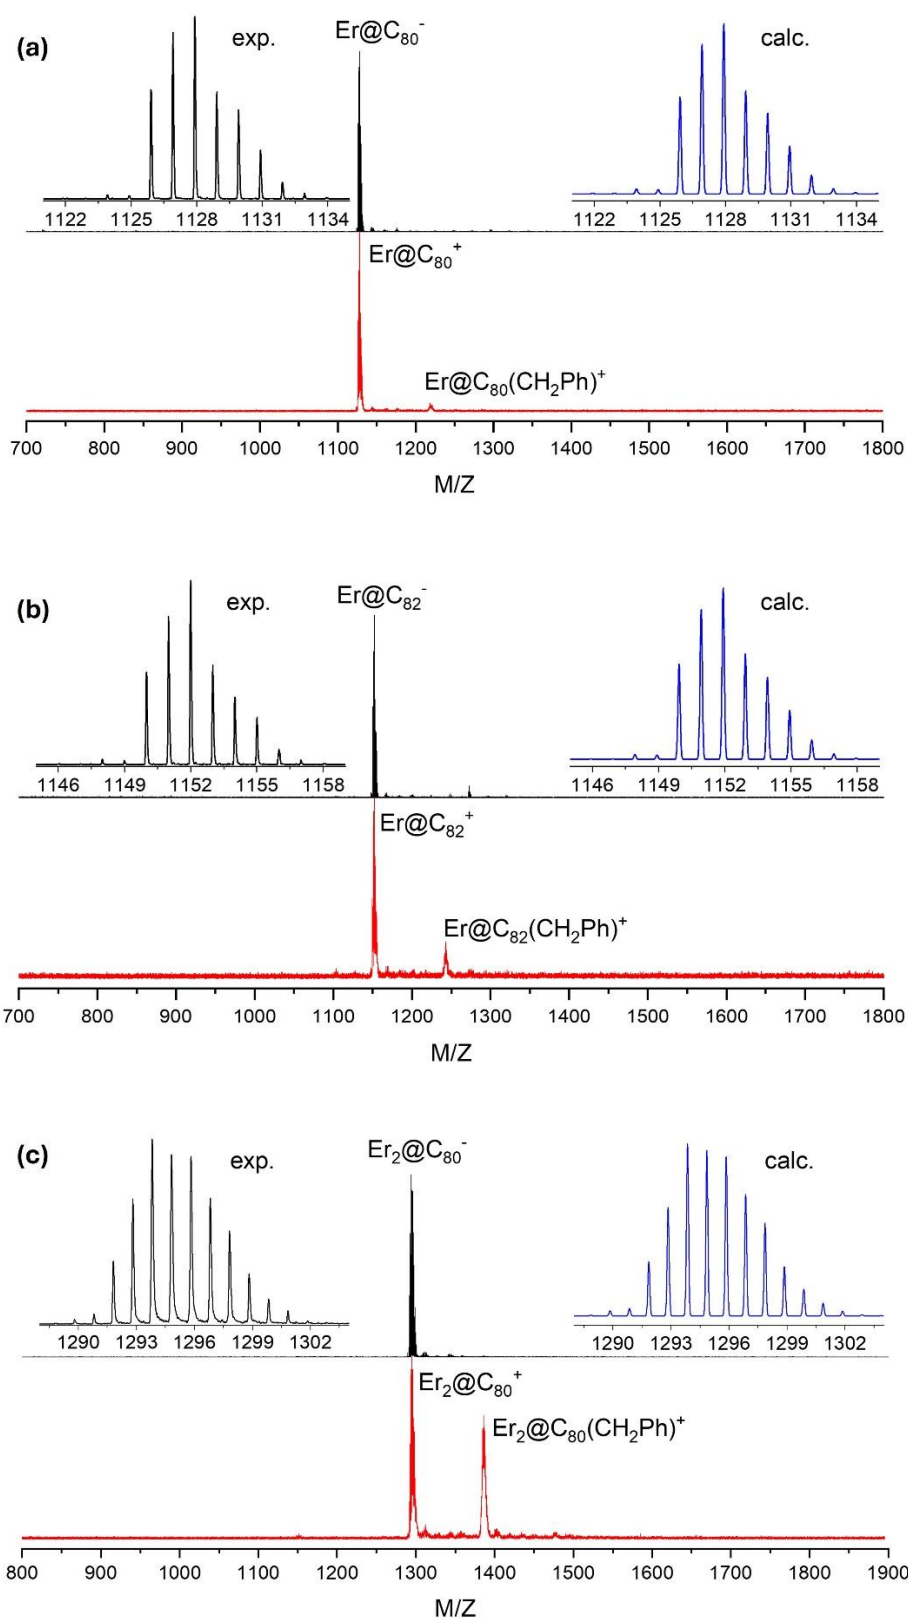 (a)
exp.
Er@C₈₀⁻
calc.
1122 1125 1128 1131 1134
1122 1125 1128 1131 1134
Er@C₈₀⁺
Er@C₈₀(CH₂Ph)⁺
700 800 900 1000 1100 1200 1300 1400 1500 1600 1700 1800
M/Z
(b)
exp.
Er@C₈₂⁻
calc.
1146 1149 1152 1155 1158
1146 1149 1152 1155 1158
Er@C₈₂⁺
Er@C₈₂(CH₂Ph)⁺
700 800 900 1000 1100 1200 1300 1400 1500 1600 1700 1800
M/Z
(c)
exp.
Er₂@C₈₀⁻
calc.
1290 1293 1296 1299 1302
1290 1293 1296 1299 1302
Er₂@C₈₀⁺
Er₂@C₈₀(CH₂Ph)⁺
800 900 1000 1100 1200 1300 1400 1500 1600 1700 1800 1900
M/Z